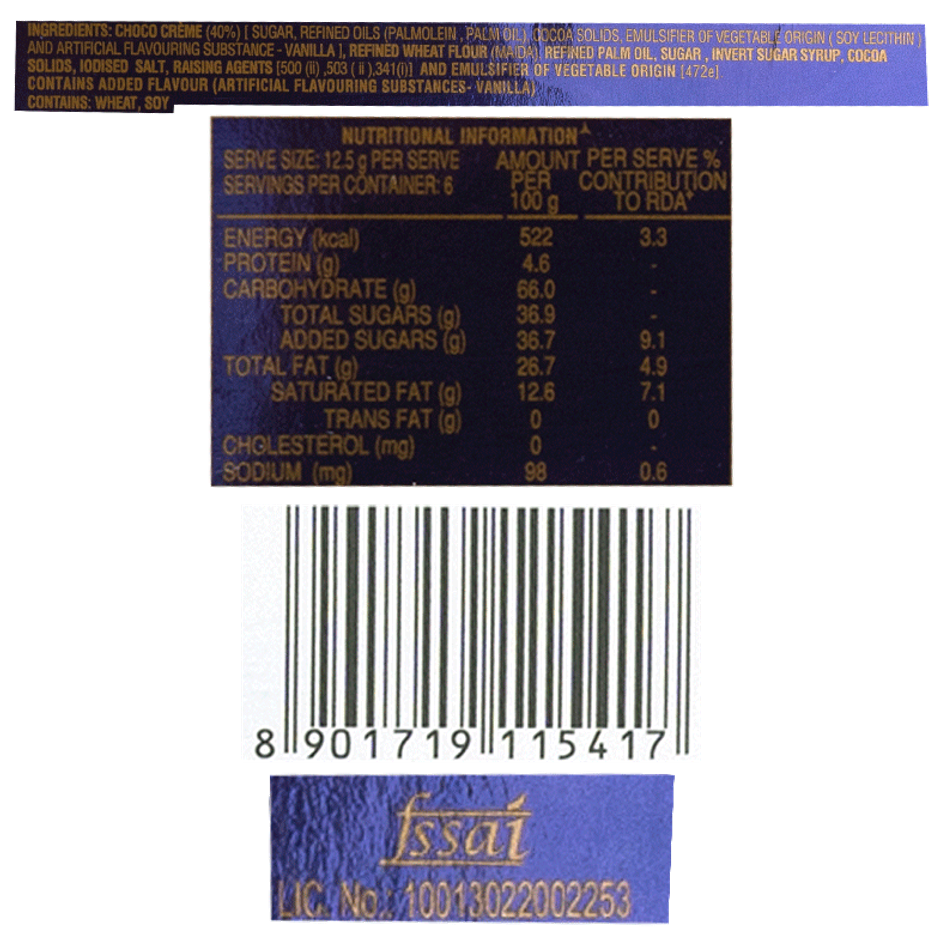 INGREDIENTS: CHOCO CRÈME (40%) [ SUGAR, REFINED OILS (PALMOLEIN , PALM OIL), COCOA SOLIDS, EMULSIFIER OF VEGETABLE ORIGIN ( SOY LECITHIN )
AND ARTIFICIAL FLAVOURING SUBSTANCE - VANILLA ], REFINED WHEAT FLOUR (MAIDA), REFINED PALM OIL, SUGAR , INVERT SUGAR SYRUP, COCOA
SOLIDS, IODISED SALT, RAISING AGENTS [500 (ii) ,503 ( ii ),341(i)] AND EMULSIFIER OF VEGETABLE ORIGIN [472e].
CONTAINS ADDED FLAVOUR (ARTIFICIAL FLAVOURING SUBSTANCES- VANILLA)
CONTAINS: WHEAT, SOY
NUTRITIONAL INFORMATION
SERVE SIZE: 12.5 g PER SERVE
SERVINGS PER CONTAINER: 6
AMOUNT PER 100 g
PER SERVE % CONTRIBUTION TO RDA*
ENERGY (kcal) 522 3.3
PROTEIN (g) 4.6 -
CARBOHYDRATE (g) 66.0 -
TOTAL SUGARS (g) 36.9 -
ADDED SUGARS (g) 36.7 9.1
TOTAL FAT (g) 26.7 4.9
SATURATED FAT (g) 12.6 7.1
TRANS FAT (g) 0 0
CHOLESTEROL (mg) 0 -
SODIUM (mg) 98 0.6
8 901719 115417
fssai
LIC. No.: 10013022002253